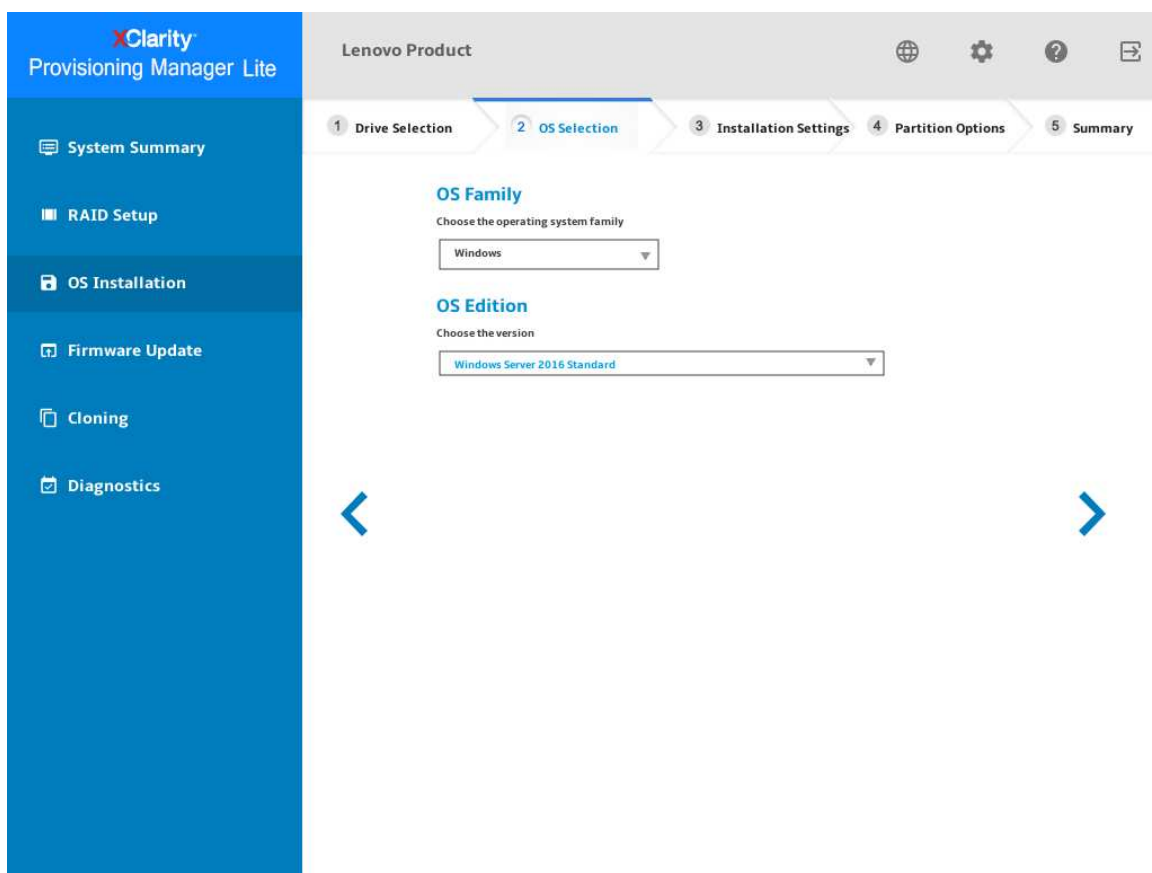 XClarity
Provisioning Manager Lite
System Summary
RAID Setup
OS Installation
Firmware Update
Cloning
Diagnostics
Lenovo Product
1 Drive Selection
2 OS Selection
3 Installation Settings
4 Partition Options
5 Summary
OS Family
Choose the operating system family
Windows
OS Edition
Choose the version
Windows Server 2016 Standard